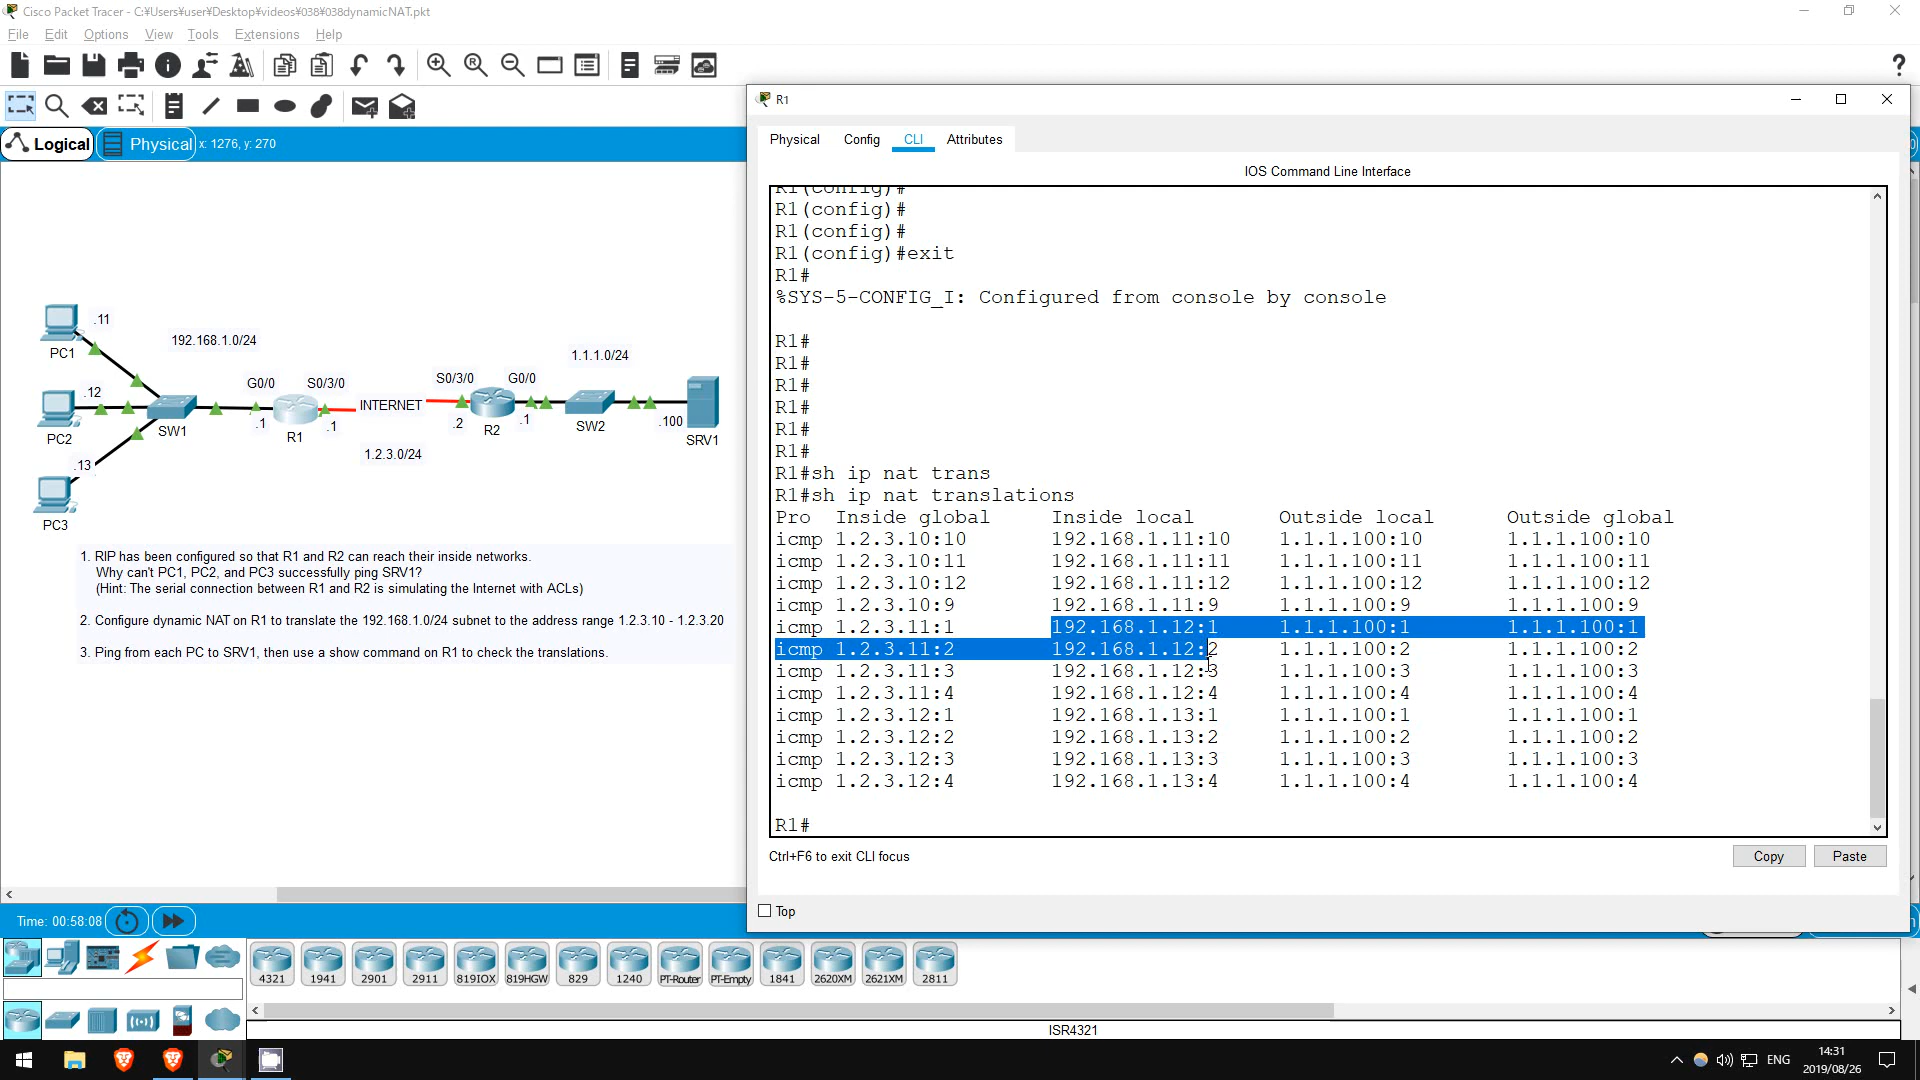 Cisco Packet Tracer - C:¥Users¥user¥Desktop¥videos¥038¥038dynamicNAT.pkt
File Edit Options View Tools Extensions Help
Logical Physical x: 1276, y: 270
R1
Physical Config CLI Attributes
IOS Command Line Interface
R1(config)#
R1(config)#
R1(config)#
R1(config)#exit
R1#
%SYS-5-CONFIG_I: Configured from console by console
R1#
R1#
R1#
R1#
R1#
R1#
R1#sh ip nat trans
R1#sh ip nat translations
Pro Inside global Inside local Outside local Outside global
icmp 1.2.3.10:10 192.168.1.11:10 1.1.1.100:10 1.1.1.100:10
icmp 1.2.3.10:11 192.168.1.11:11 1.1.1.100:11 1.1.1.100:11
icmp 1.2.3.10:12 192.168.1.11:12 1.1.1.100:12 1.1.1.100:12
icmp 1.2.3.10:9 192.168.1.11:9 1.1.1.100:9 1.1.1.100:9
icmp 1.2.3.11:1 192.168.1.12:1 1.1.1.100:1 1.1.1.100:1
icmp 1.2.3.11:2 192.168.1.12:2 1.1.1.100:2 1.1.1.100:2
icmp 1.2.3.11:3 192.168.1.12:3 1.1.1.100:3 1.1.1.100:3
icmp 1.2.3.11:4 192.168.1.12:4 1.1.1.100:4 1.1.1.100:4
icmp 1.2.3.12:1 192.168.1.13:1 1.1.1.100:1 1.1.1.100:1
icmp 1.2.3.12:2 192.168.1.13:2 1.1.1.100:2 1.1.1.100:2
icmp 1.2.3.12:3 192.168.1.13:3 1.1.1.100:3 1.1.1.100:3
icmp 1.2.3.12:4 192.168.1.13:4 1.1.1.100:4 1.1.1.100:4
R1#
Ctrl+F6 to exit CLI focus
Copy Paste
Top
.11
192.168.1.0/24
PC1
1.1.1.0/24
G0/0 S0/3/0 S0/3/0 G0/0
.12
INTERNET
.1 .1 .2 .1 .100
PC2 SW1 R1 R2 SW2 SRV1
1.2.3.0/24
.13
PC3
1. RIP has been configured so that R1 and R2 can reach their inside networks.
Why can't PC1, PC2, and PC3 successfully ping SRV1?
(Hint: The serial connection between R1 and R2 is simulating the Internet with ACLs)
2. Configure dynamic NAT on R1 to translate the 192.168.1.0/24 subnet to the address range 1.2.3.10 - 1.2.3.20
3. Ping from each PC to SRV1, then use a show command on R1 to check the translations.
Time: 00:58:08
4321 1941 2901 2911 819IOX 819HGW 829 1240 PT-Router PT-Empty 1841 2620XM 2621XM 2811
ISR4321
ENG
14:31
2019/08/26